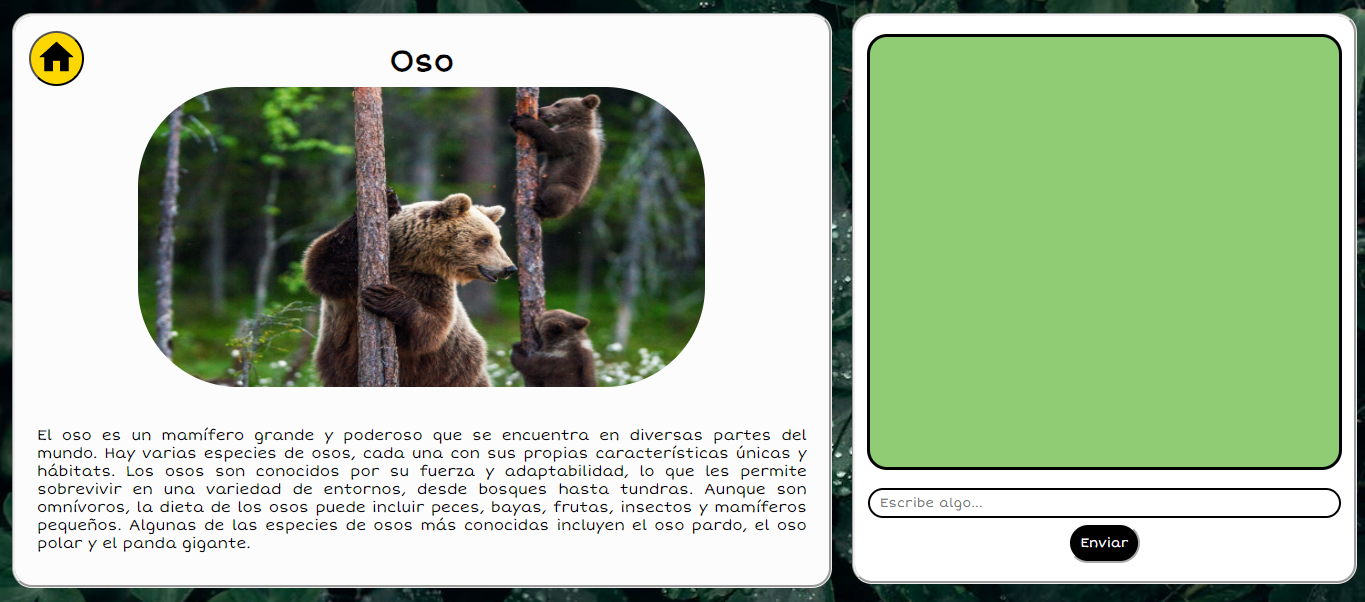 Oso
El oso es un mamífero grande y poderoso que se encuentra en diversas partes del
mundo. Hay varias especies de osos, cada una con sus propias características únicas y
hábitats. Los osos son conocidos por su fuerza y adaptabilidad, lo que les permite
sobrevivir en una variedad de entornos, desde bosques hasta tundras. Aunque son
omnívoros, la dieta de los osos puede incluir peces, bayas, frutas, insectos y mamíferos
pequeños. Algunas de las especies de osos más conocidas incluyen el oso pardo, el oso
polar y el panda gigante.
Escribe algo...
Enviar